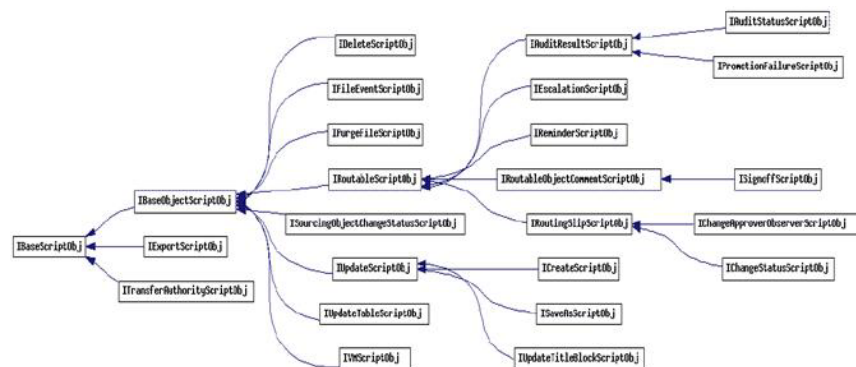 IAuditStatusScriptObj
IDeleteScriptObj
IAuditResultScriptObj
IPromotionFailureScriptObj
IFileEventScriptObj
IEscalationScriptObj
IPurgeFileScriptObj
IReminderScriptObj
IRoutableScriptObj
IRoutableObjectCommentScriptObj
ISignoffScriptObj
IBaseObjectScriptObj
ISourcingObjectChangeStatusScriptObj
IRoutingSlipScriptObj
IChangeApproverObserverScriptObj
IBaseScriptObj
IExportScriptObj
IUpdateScriptObj
ICreateScriptObj
IChangeStatusScriptObj
ITransferAuthorityScriptObj
IUpdateTableScriptObj
ISaveAsScriptObj
IVMScriptObj
IUpdateTitleBlockScriptObj